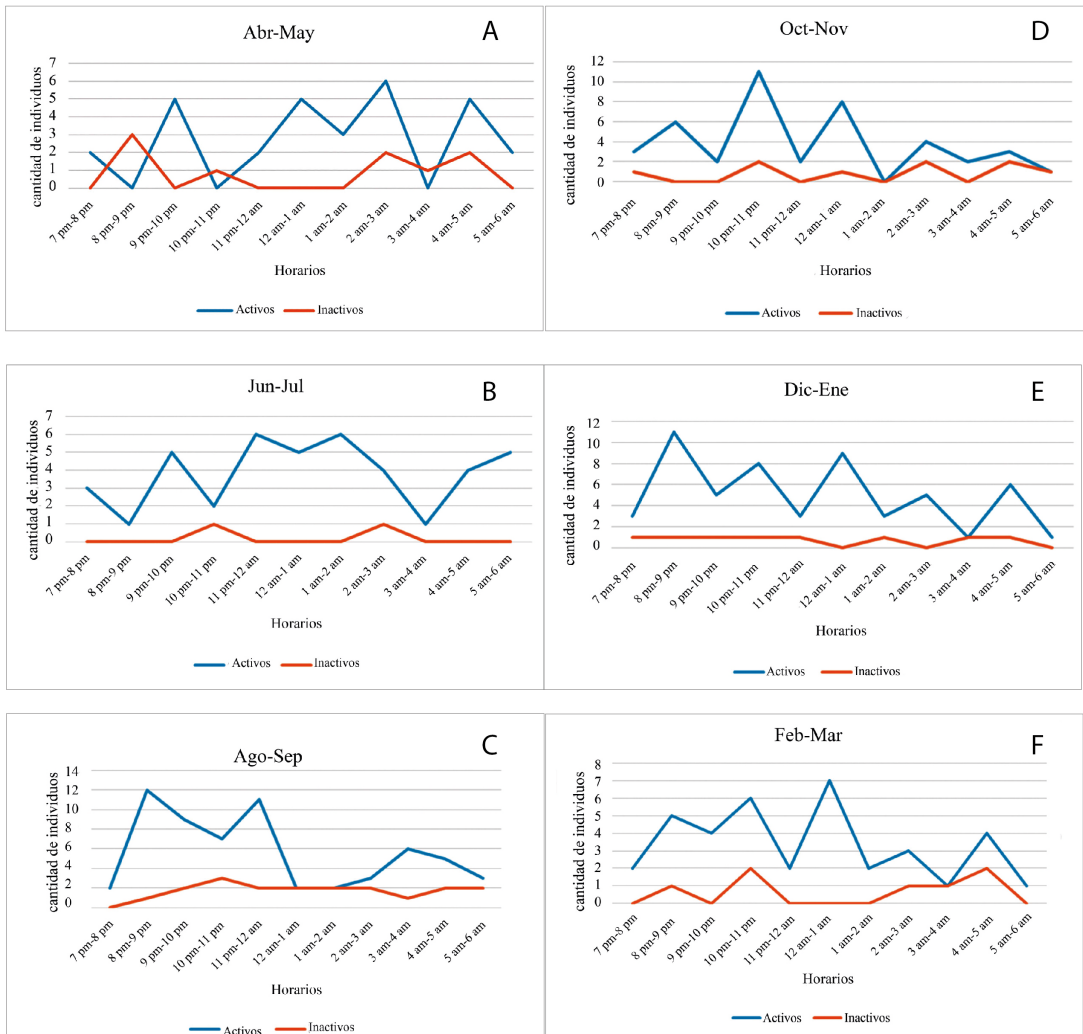 Abr-May
A
cantidad de individuos
7
6
5
4
3
2
1
0
7 pm-8 pm
8 pm-9 pm
9 pm-10 pm
10 pm-11 pm
11 pm-12 am
12 am-1 am
1 am-2 am
2 am-3 am
3 am-4 am
4 am-5 am
5 am-6 am
Horarios
Activos Inactivos
Oct-Nov
D
cantidad de individuos
12
10
8
6
4
2
0
7 pm-8 pm
8 pm-9 pm
9 pm-10 pm
10 pm-11 pm
11 pm-12 am
12 am-1 am
1 am-2 am
2 am-3 am
3 am-4 am
4 am-5 am
5 am-6 am
Horarios
Activos Inactivos
Jun-Jul
B
cantidad de individuos
7
6
5
4
3
2
1
0
7 pm-8 pm
8 pm-9 pm
9 pm-10 pm
10 pm-11 pm
11 pm-12 am
12 am-1 am
1 am-2 am
2 am-3 am
3 am-4 am
4 am-5 am
5 am-6 am
Horarios
Activos Inactivos
Dic-Ene
E
cantidad de individuos
12
10
8
6
4
2
0
7 pm-8 pm
8 pm-9 pm
9 pm-10 pm
10 pm-11 pm
11 pm-12 am
12 am-1 am
1 am-2 am
2 am-3 am
3 am-4 am
4 am-5 am
5 am-6 am
Horarios
Activos Inactivos
Ago-Sep
C
cantidad de individuos
14
12
10
8
6
4
2
0
7 pm-8 pm
8 pm-9 pm
9 pm-10 pm
10 pm-11 pm
11 pm-12 am
12 am-1 am
1 am-2 am
2 am-3 am
3 am-4 am
4 am-5 am
5 am-6 am
Horarios
Activos Inactivos
Feb-Mar
F
cantidad de individuos
8
7
6
5
4
3
2
1
0
7 pm-8 pm
8 pm-9 pm
9 pm-10 pm
10 pm-11 pm
11 pm-12 am
12 am-1 am
1 am-2 am
2 am-3 am
3 am-4 am
4 am-5 am
5 am-6 am
Horarios
Activos Inactivos